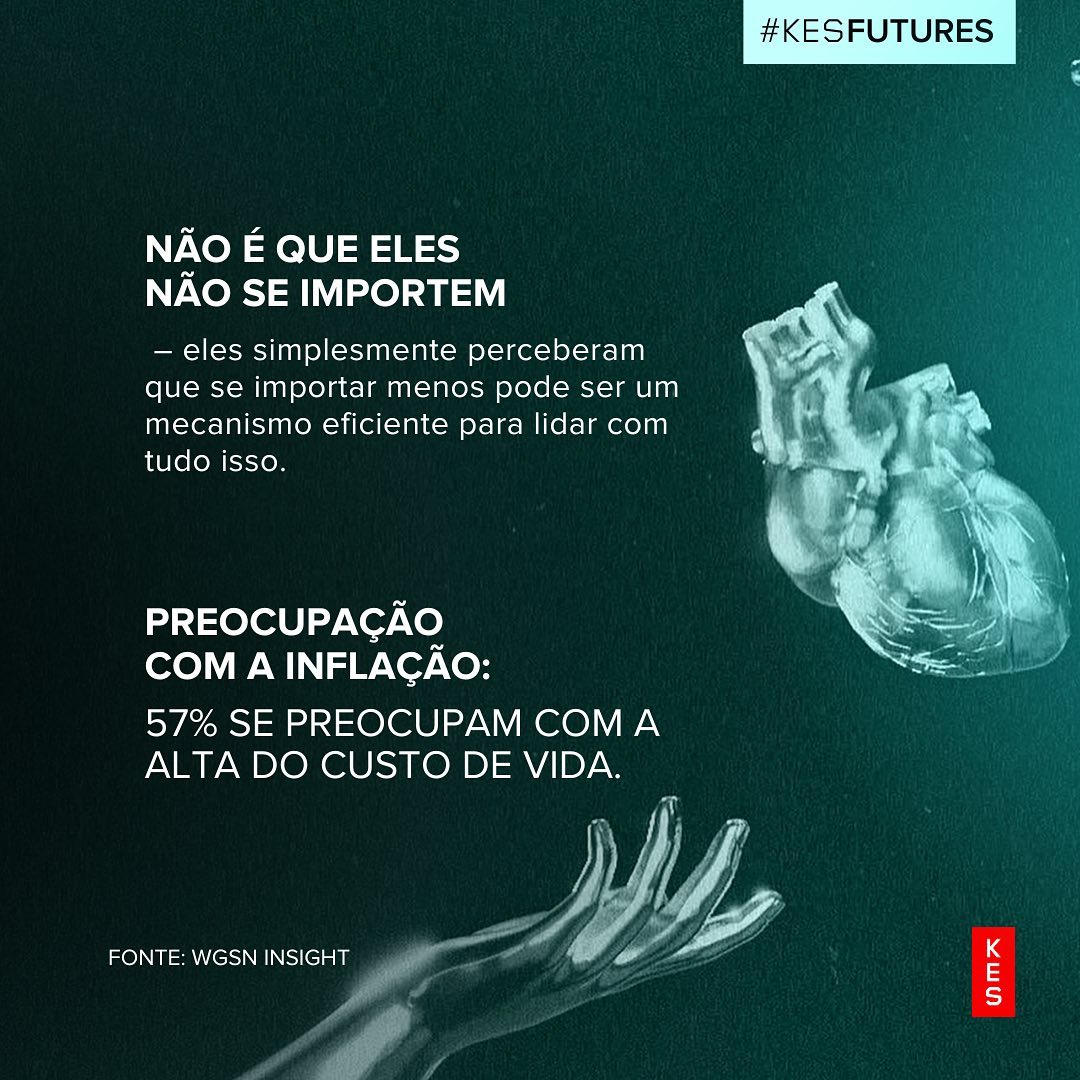 #KESFUTURES
NÃO É QUE ELES
NÃO SE IMPORTEM
– eles simplesmente perceberam
que se importar menos pode ser um
mecanismo eficiente para lidar com
tudo isso.
PREOCUPAÇÃO
COM A INFLAÇÃO:
57% SE PREOCUPAM COM A
ALTA DO CUSTO DE VIDA.
FONTE: WGSN INSIGHT
KES